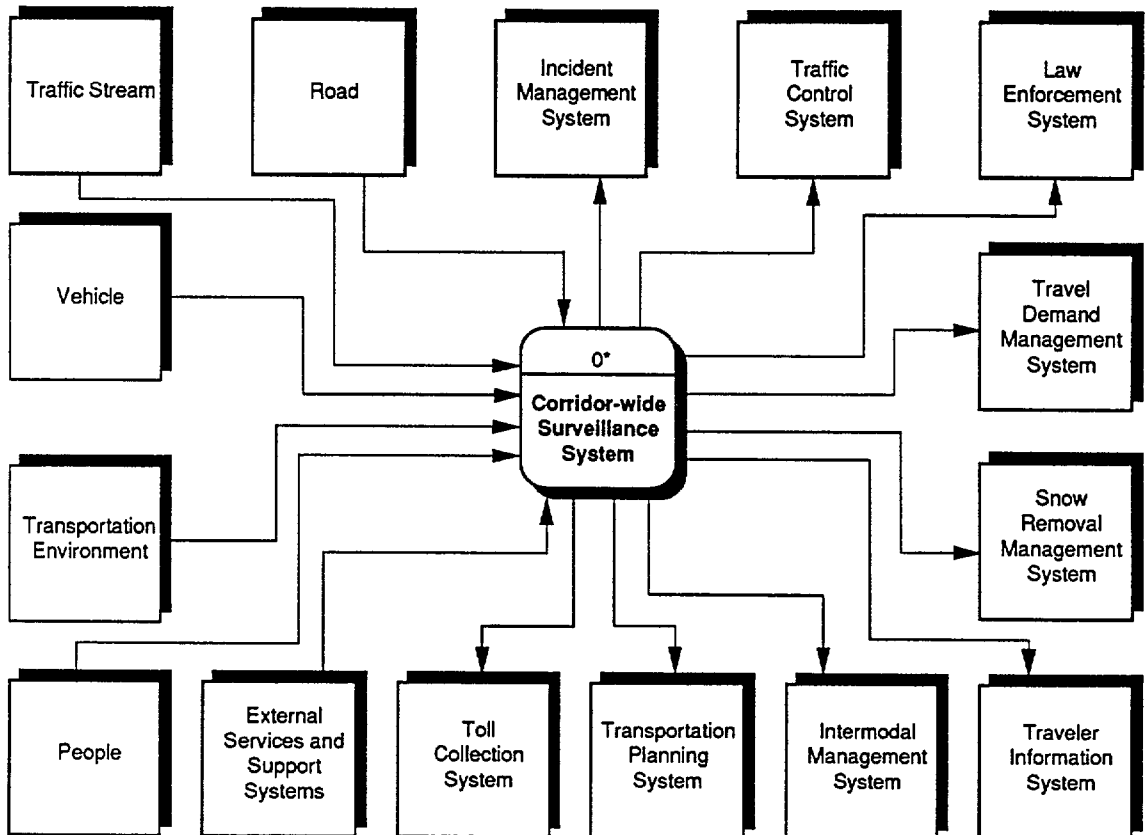 Traffic Stream
Road
Incident
Management
System
Traffic
Control
System
Law
Enforcement
System
Vehicle
Travel
Demand
Management
System
0*
Corridor-wide
Surveillance
System
Transportation
Environment
Snow
Removal
Management
System
People
External
Services and
Support
Systems
Toll
Collection
System
Transportation
Planning
System
Intermodal
Management
System
Traveler
Information
System